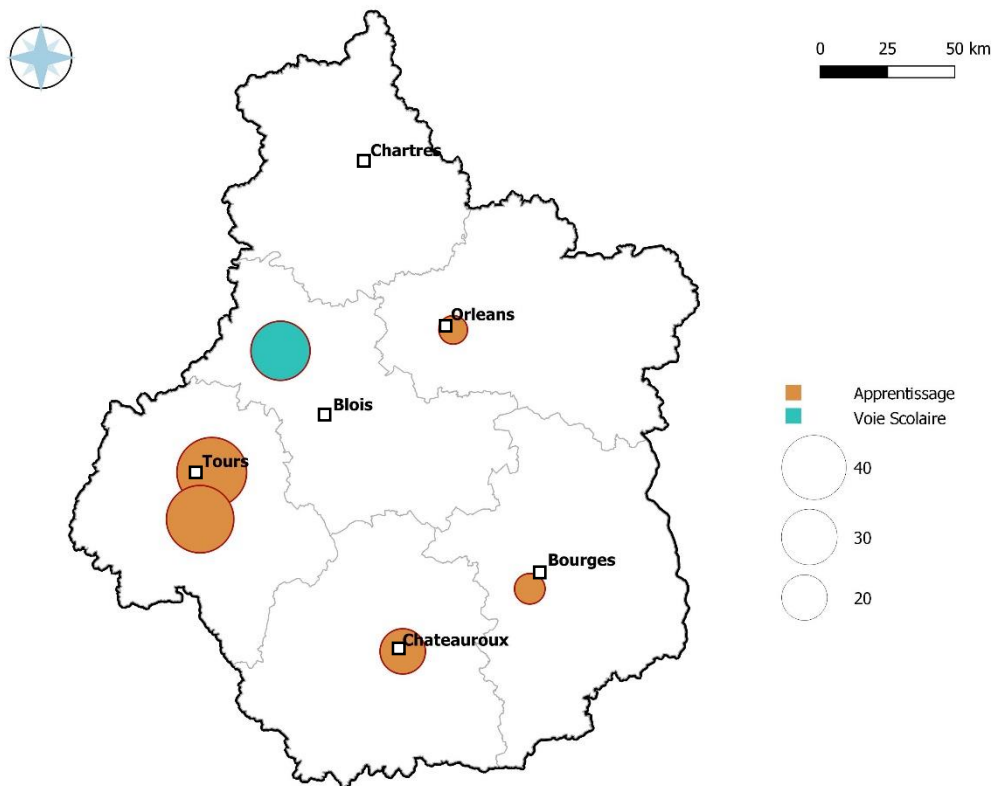 0 25 50 km
Chartres
Orleans
Blois
Tours
Bourges
Chateauroux
Apprentissage
Voie Scolaire
40
30
20